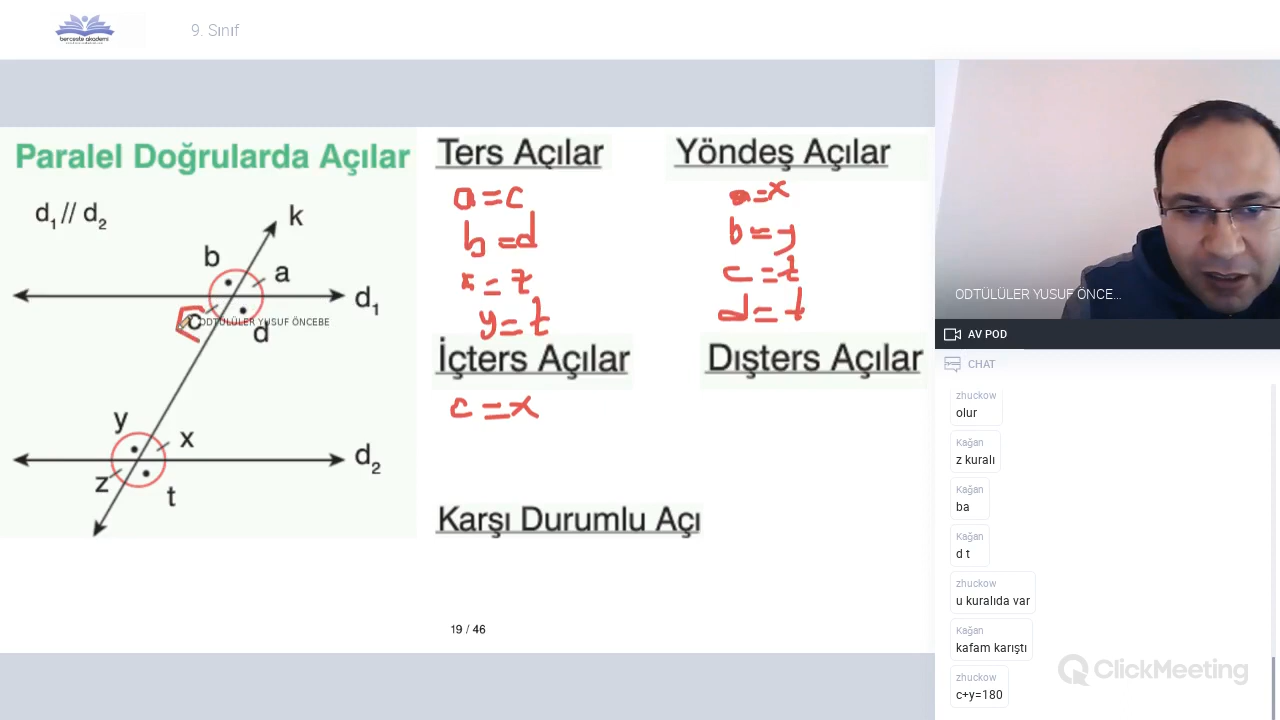 berceste akademi
9. Sınıf
Paralel Doğrularda Açılar
d1 // d2
k
b
a
d1
c
ODTÜLÜLER YUSUF ÖNCEBE
d
y
x
d2
z
t
Ters Açılar
a = c
b = d
x = z
y = t
Yöndeş Açılar
a = x
b = y
c = z
d = t
İçters Açılar
c = x
Dışters Açılar
Karşı Durumlu Açı
19 / 46
ODTÜLÜLER YUSUF ÖNCE...
AV POD
CHAT
zhuckow
olur
Kağan
z kuralı
Kağan
ba
Kağan
d t
zhuckow
u kuralıda var
Kağan
kafam karıştı
zhuckow
c+y=180
ClickMeeting